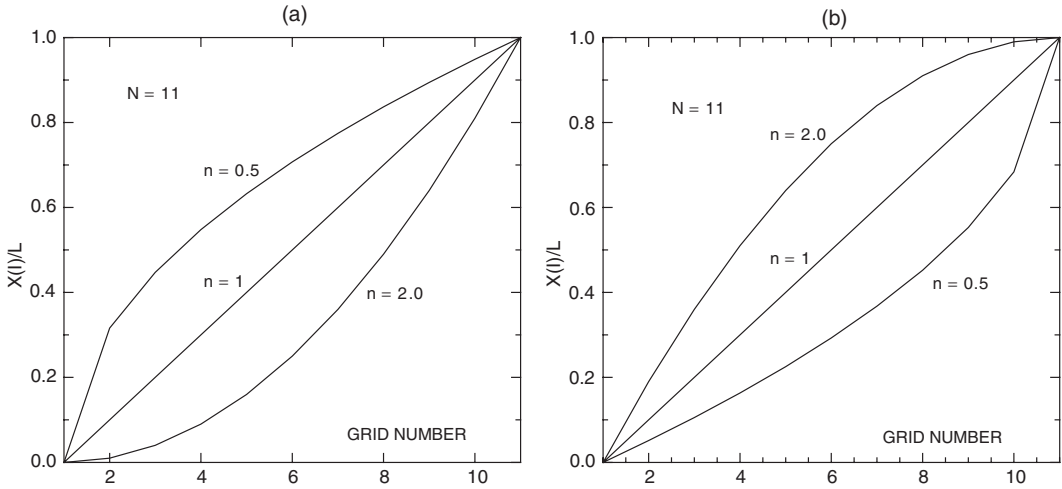 (a)
1.0
0.8
0.6
0.4
0.2
0.0
X(I)/L
N = 11
n = 0.5
n = 1
n = 2.0
GRID NUMBER
2 4 6 8 10
(b)
1.0
0.8
0.6
0.4
0.2
0.0
X(I)/L
N = 11
n = 2.0
n = 1
n = 0.5
GRID NUMBER
2 4 6 8 10